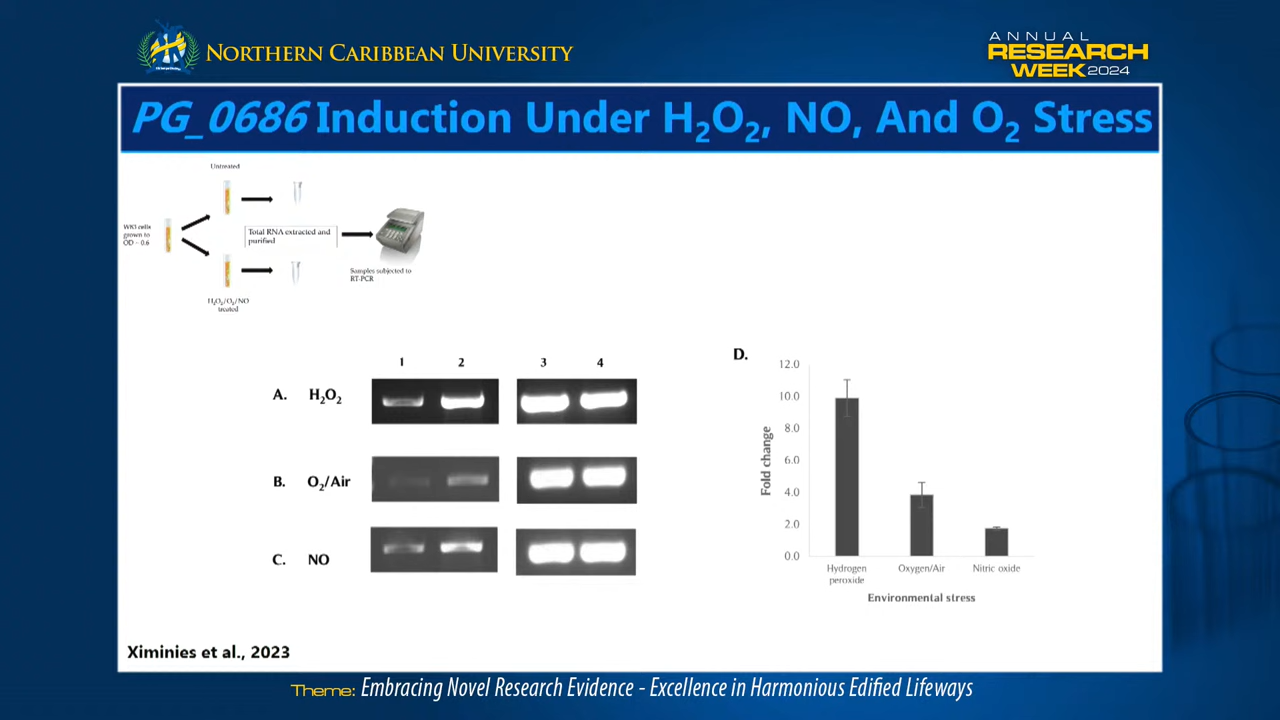 NORTHERN CARIBBEAN UNIVERSITY
ANNUAL
RESEARCH
WEEK 2024
PG_0686 Induction Under H₂O₂, NO, And O₂ Stress
Untreated
W83 cells
grown to
OD ~ 0.6
Total RNA extracted and
purified
Samples subjected to
RT-PCR
H₂O₂/O₂/NO
treated
1 2 3 4
A. H₂O₂
B. O₂/Air
C. NO
D.
Fold change
12.0
10.0
8.0
6.0
4.0
2.0
0.0
Hydrogen
peroxide
Oxygen/Air
Nitric oxide
Environmental stress
Ximinies et al., 2023
Theme: Embracing Novel Research Evidence - Excellence in Harmonious Edified Lifeways